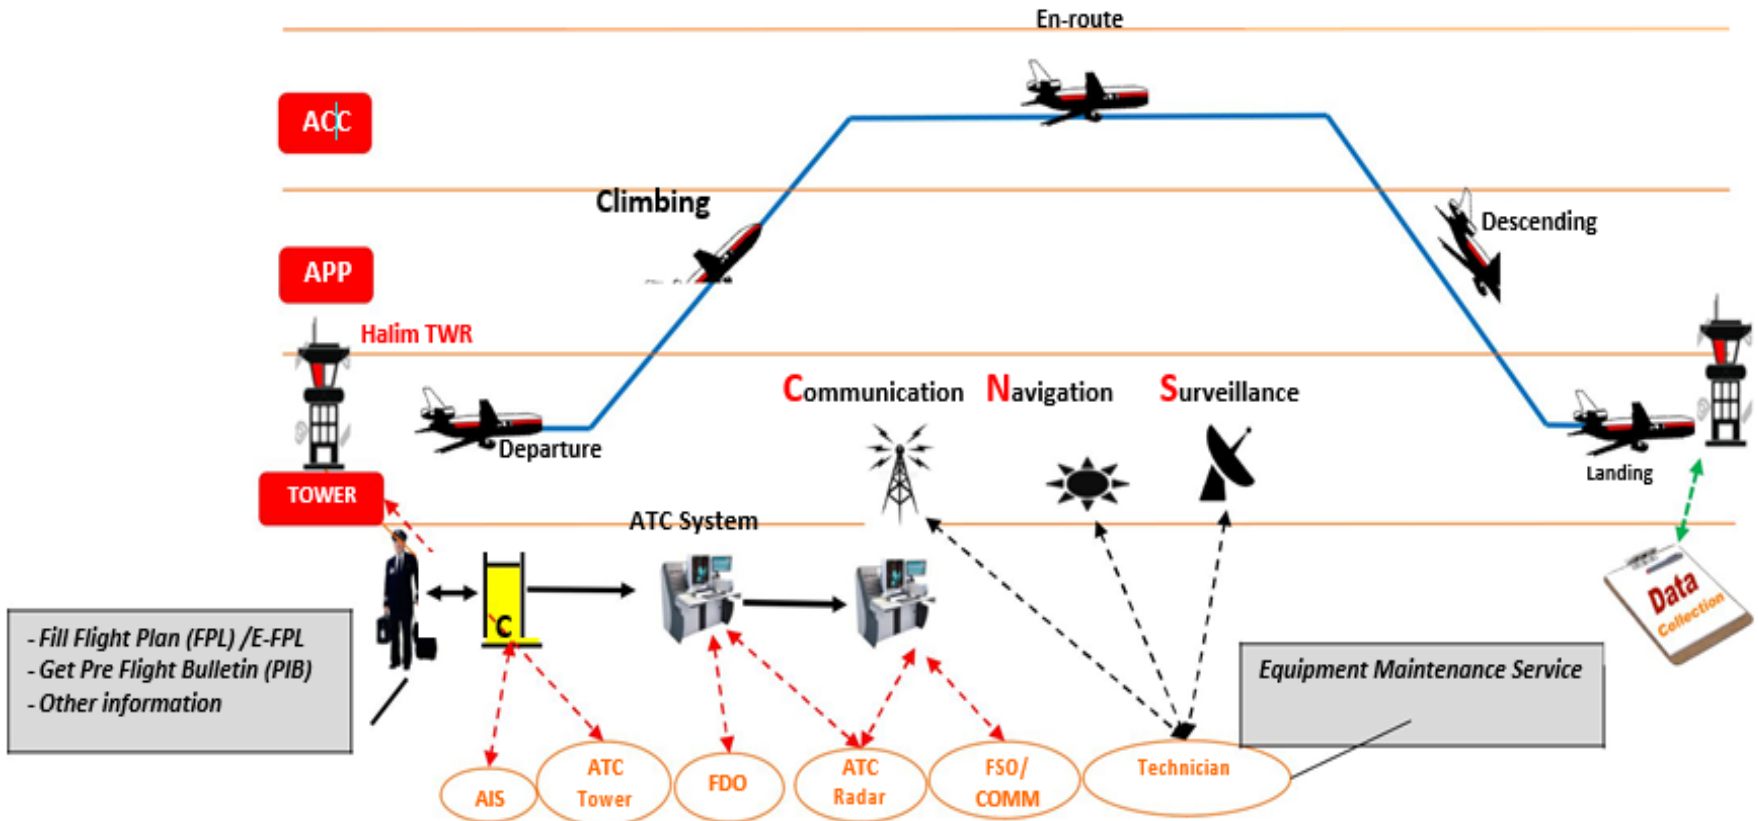 En-route
ACC
Climbing
Descending
APP
Halim TWR
Communication Navigation Surveillance
Departure
Landing
TOWER
ATC System
Data
Collection
C
- Fill Flight Plan (FPL) /E-FPL
- Get Pre Flight Bulletin (PIB)
- Other information
Equipment Maintenance Service
AIS
ATC
Tower
FDO
ATC
Radar
FSO/
COMM
Technician